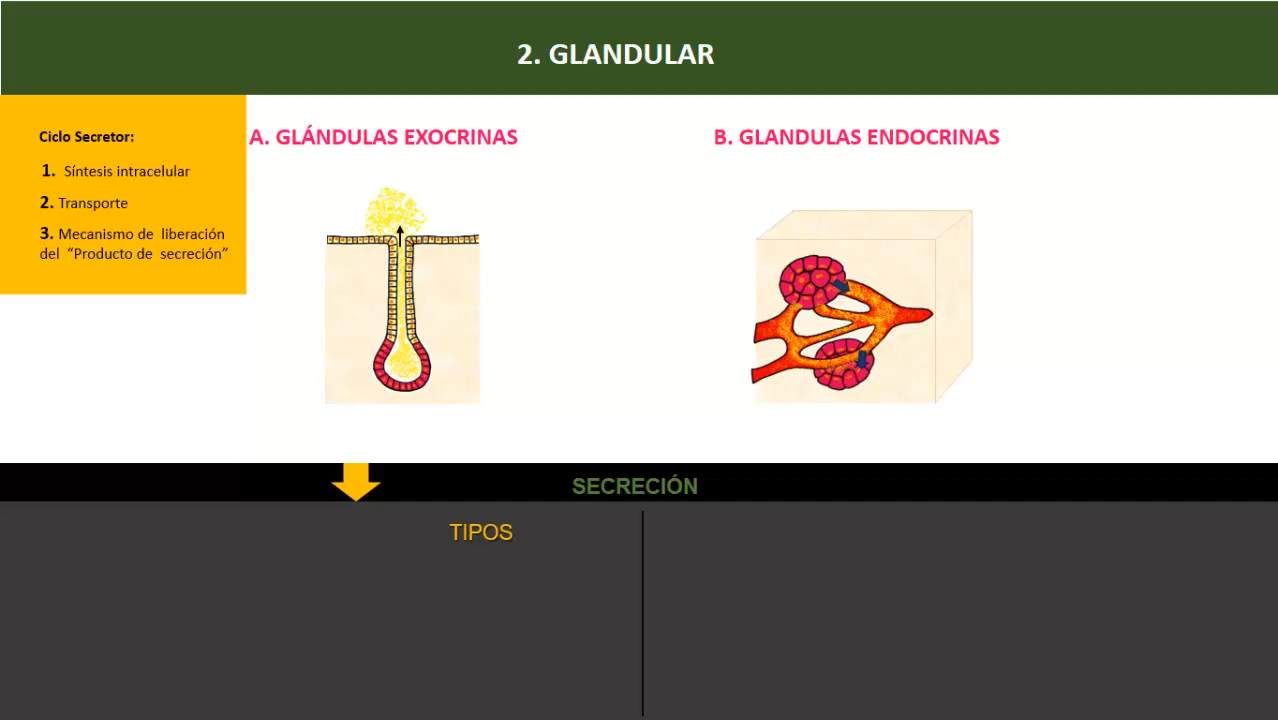 2. GLANDULAR
Ciclo Secretor:
1. Síntesis intracelular
2. Transporte
3. Mecanismo de liberación
del “Producto de secreción”
A. GLÁNDULAS EXOCRINAS
B. GLANDULAS ENDOCRINAS
SECRECIÓN
TIPOS